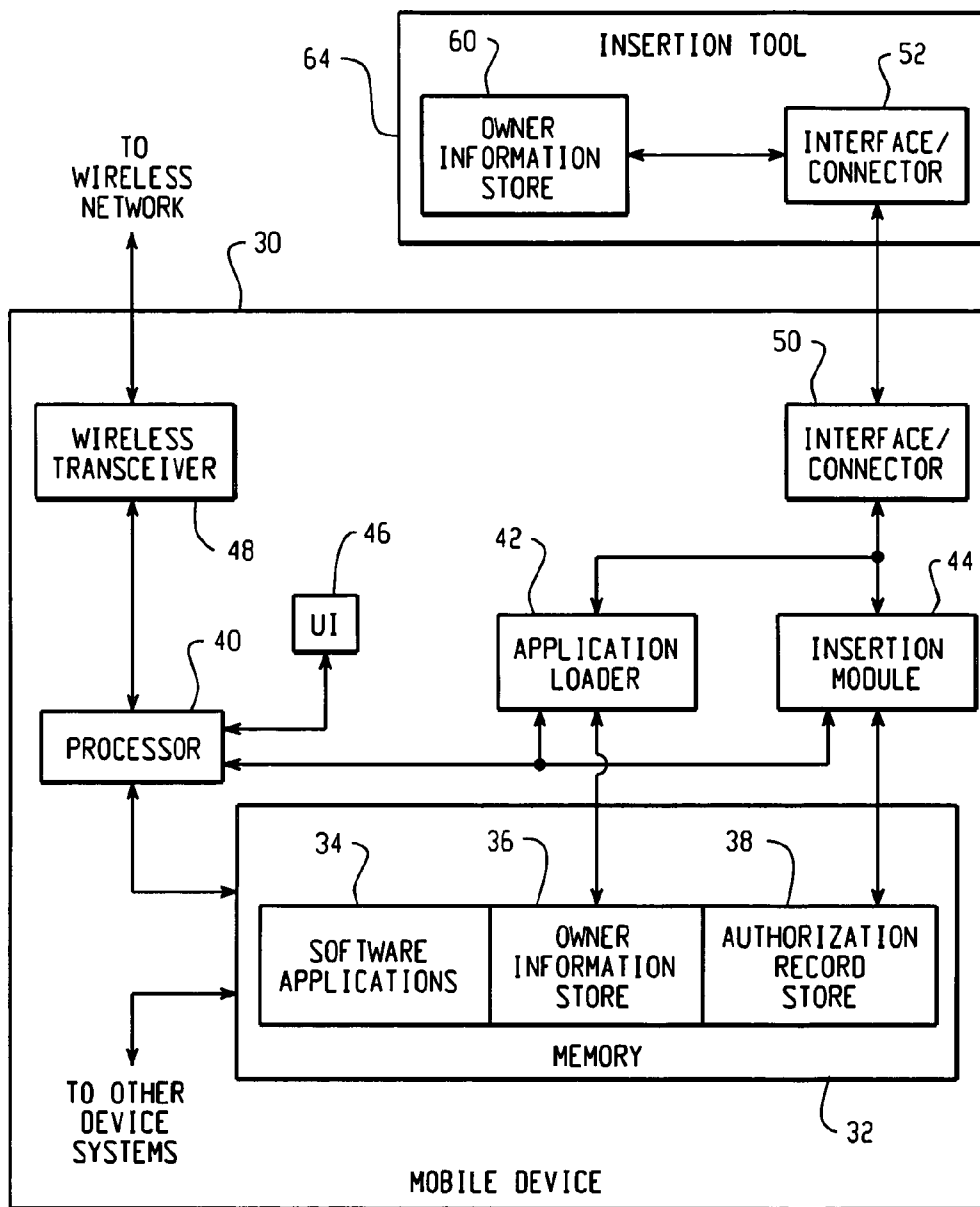 INSERTION TOOL
60
52
64
OWNER
INFORMATION
STORE
INTERFACE/
CONNECTOR
TO
WIRELESS
NETWORK
30
50
WIRELESS
TRANSCEIVER
INTERFACE/
CONNECTOR
48
46
42
44
UI
APPLICATION
LOADER
INSERTION
MODULE
40
PROCESSOR
34
36
38
SOFTWARE
APPLICATIONS
OWNER
INFORMATION
STORE
AUTHORIZATION
RECORD
STORE
MEMORY
TO OTHER
DEVICE
SYSTEMS
32
MOBILE DEVICE